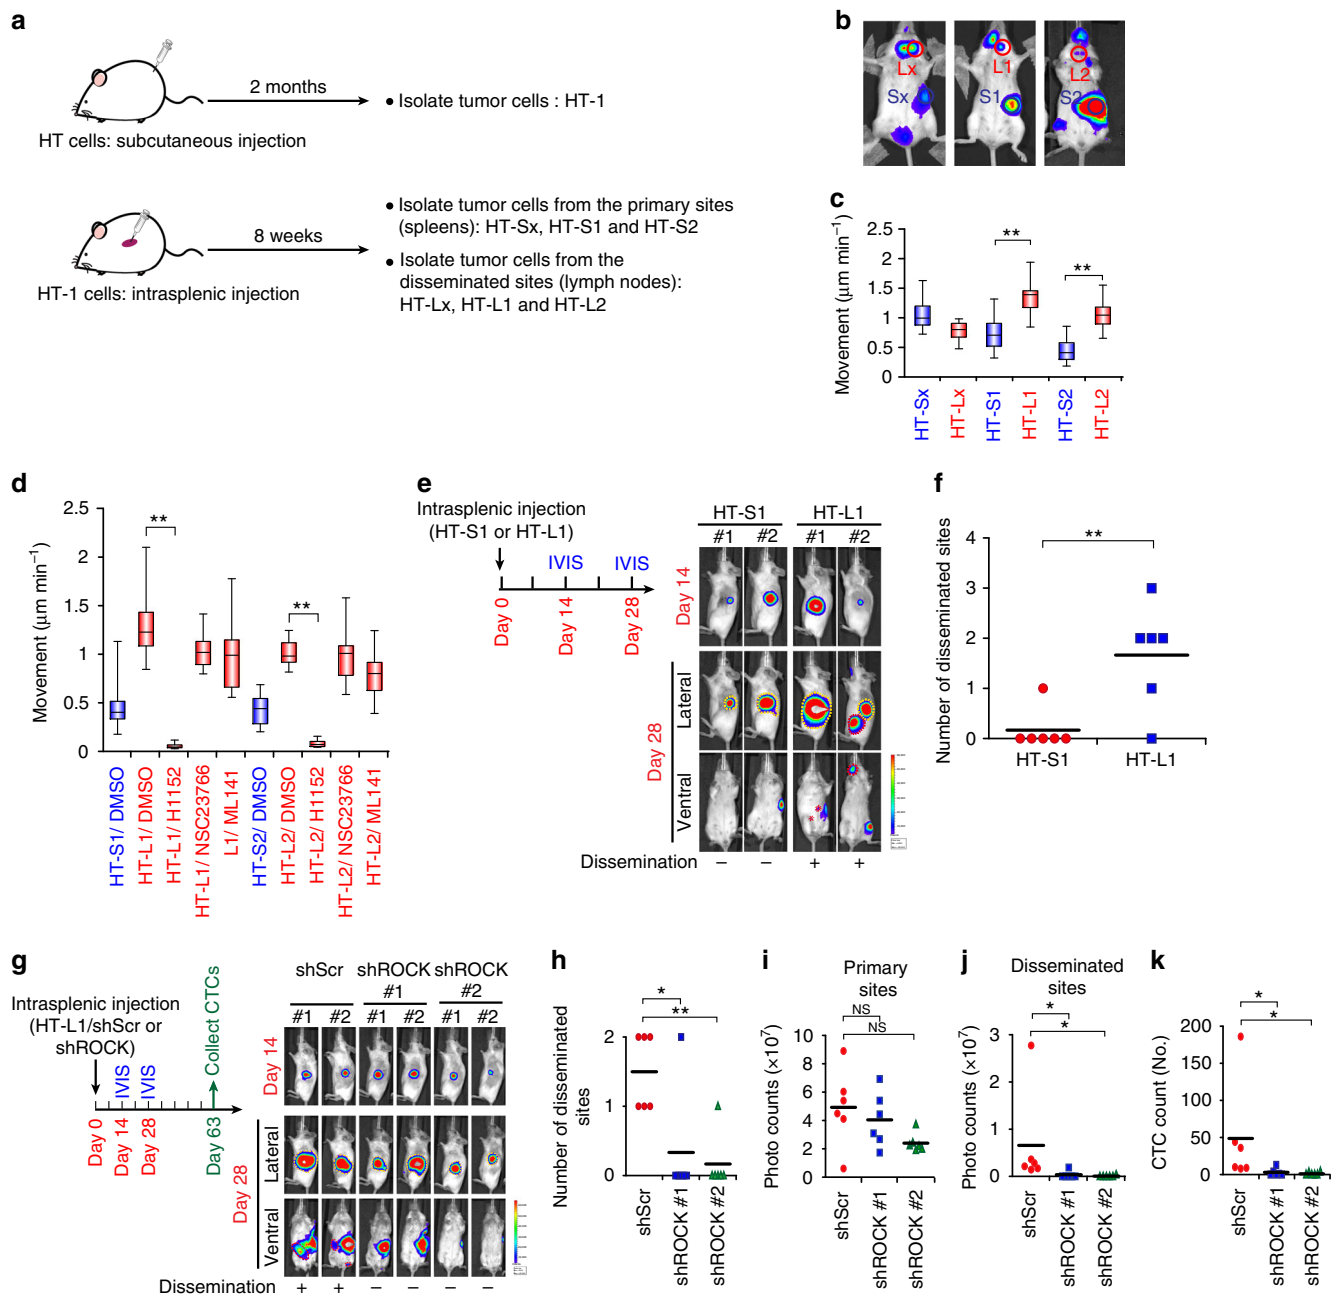 a
2 months
• Isolate tumor cells : HT-1
HT cells: subcutaneous injection
8 weeks
• Isolate tumor cells from the primary sites
(spleens): HT-Sx, HT-S1 and HT-S2
• Isolate tumor cells from the
disseminated sites (lymph nodes):
HT-Lx, HT-L1 and HT-L2
HT-1 cells: intrasplenic injection
b
Lx
Sx
L1
S1
L2
S2
c
Movement (µm min⁻¹)
2.5
2
1.5
1
0.5
0
**
**
HT-Sx
HT-Lx
HT-S1
HT-L1
HT-S2
HT-L2
d
Movement (µm min⁻¹)
2.5
2
1.5
1
0.5
0
**
**
HT-S1/ DMSO
HT-L1/ DMSO
HT-L1/ H1152
HT-L1/ NSC23766
L1/ ML141
HT-S2/ DMSO
HT-L2/ DMSO
HT-L2/ H1152
HT-L2/ NSC23766
HT-L2/ ML141
e
Intrasplenic injection
(HT-S1 or HT-L1)
IVIS
IVIS
Day 0
Day 14
Day 28
HT-S1
HT-L1
#1
#2
#1
#2
Day 14
Day 28
Lateral
Ventral
*
*
*
Dissemination
–
–
+
+
f
Number of disseminated sites
4
3
2
1
0
**
HT-S1
HT-L1
g
Intrasplenic injection
(HT-L1/shScr or
shROCK)
IVIS
IVIS
Collect CTCs
Day 0
Day 14
Day 28
Day 63
shScr
shROCK
#1
shROCK
#2
#1
#2
#1
#2
#1
#2
Day 14
Day 28
Lateral
Ventral
Dissemination
+
+
–
–
–
–
h
Number of disseminated
sites
2
1
0
*
**
shScr
shROCK #1
shROCK #2
i
Primary
sites
Photo counts (×10⁷)
10
8
6
4
2
0
NS
NS
shScr
shROCK #1
shROCK #2
j
Disseminated
sites
Photo counts (×10⁷)
3
2
1
0
*
*
shScr
shROCK #1
shROCK #2
k
CTC count (No.)
200
150
100
50
0
*
*
shScr
shROCK #1
shROCK #2